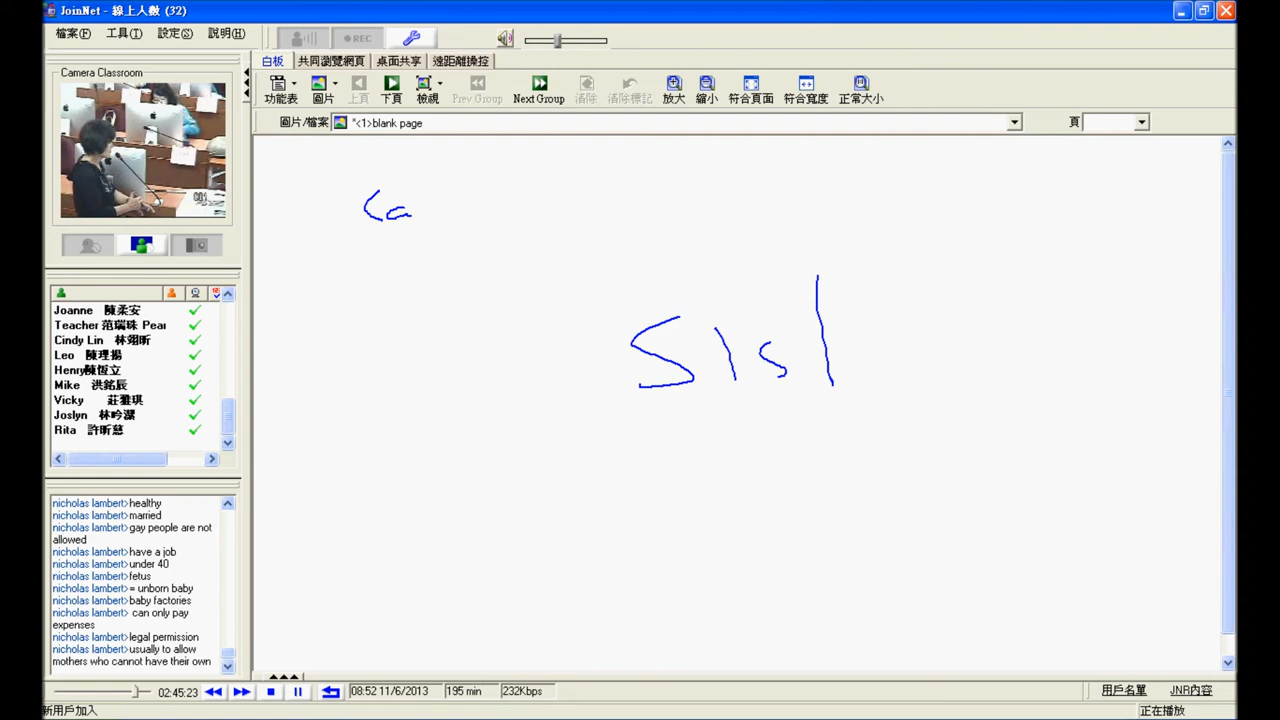 JoinNet - 線上人數 (32)
檔案(F) 工具(T) 設定(S) 說明(H)
REC
Camera Classroom
白板 共同瀏覽網頁 桌面共享 遠距離操控
功能表 圖片 上頁 下頁 檢視 Prev Group Next Group 清除 清除標記 放大 縮小 符合頁面 符合寬度 正常大小
圖片/檔案 *<1>blank page 頁
Ca
S1s1
Joanne 陳柔安
Teacher 范瑞珠 Pear
Cindy Lin 林翊昕
Leo 陳理揚
Henry陳恆立
Mike 洪銘辰
Vicky 莊雅琪
Joslyn 林吟潔
Rita 許昕慈
nicholas lambert>healthy
nicholas lambert>married
nicholas lambert>gay people are not
allowed
nicholas lambert>have a job
nicholas lambert>under 40
nicholas lambert>fetus
nicholas lambert>= unborn baby
nicholas lambert>baby factories
nicholas lambert> can only pay
expenses
nicholas lambert>legal permission
nicholas lambert>usually to allow
mothers who cannot have their own
02:45:23 08:52 11/6/2013 195 min 232Kbps 用戶名單 JNR內容
新用戶加入 正在播放